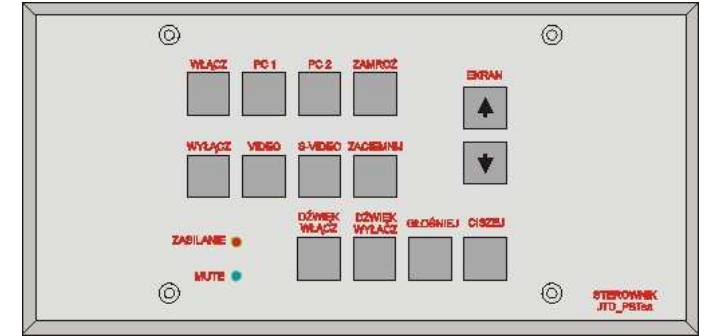 WŁĄCZ PC 1 PC 2 ZAMROŹ
EKRAN
WYŁĄCZ VIDEO S-VIDEO ZACIEMNIJ
DŹWIĘK DŹWIĘK
WŁĄCZ WYŁĄCZ GŁOŚNIEJ CISZEJ
ZASILANIE
MUTE
STEROWNIK